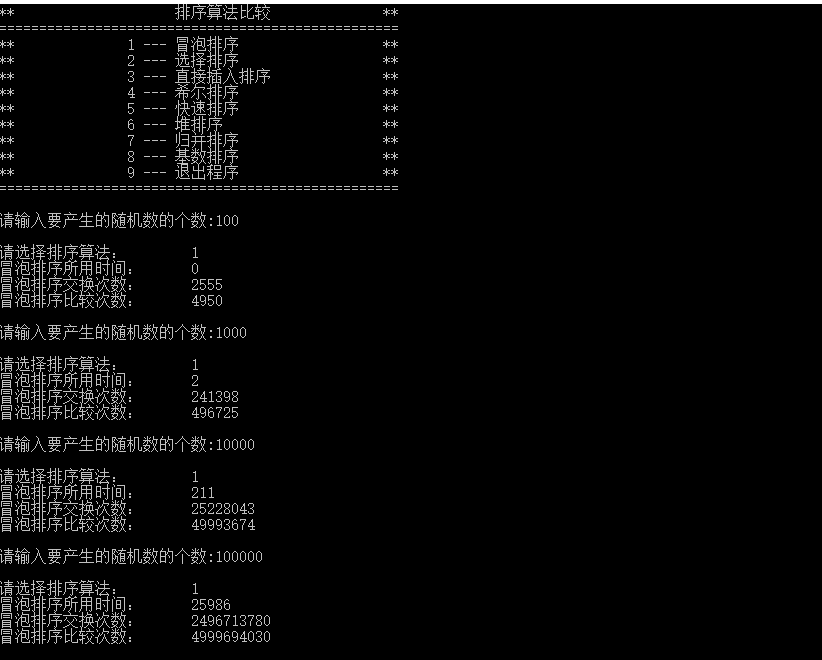 **                    排序算法比较              **
==================================================
**              1 --- 冒泡排序                  **
**              2 --- 选择排序                  **
**              3 --- 直接插入排序              **
**              4 --- 希尔排序                  **
**              5 --- 快速排序                  **
**              6 --- 堆排序                    **
**              7 --- 归并排序                  **
**              8 --- 基数排序                  **
**              9 --- 退出程序                  **
==================================================
请输入要产生的随机数的个数:100
请选择排序算法:         1
冒泡排序所用时间:       0
冒泡排序交换次数:       2555
冒泡排序比较次数:       4950
请输入要产生的随机数的个数:1000
请选择排序算法:         1
冒泡排序所用时间:       2
冒泡排序交换次数:       241398
冒泡排序比较次数:       496725
请输入要产生的随机数的个数:10000
请选择排序算法:         1
冒泡排序所用时间:       211
冒泡排序交换次数:       25228043
冒泡排序比较次数:       49993674
请输入要产生的随机数的个数:100000
请选择排序算法:         1
冒泡排序所用时间:       25986
冒泡排序交换次数:       2496713780
冒泡排序比较次数:       4999694030